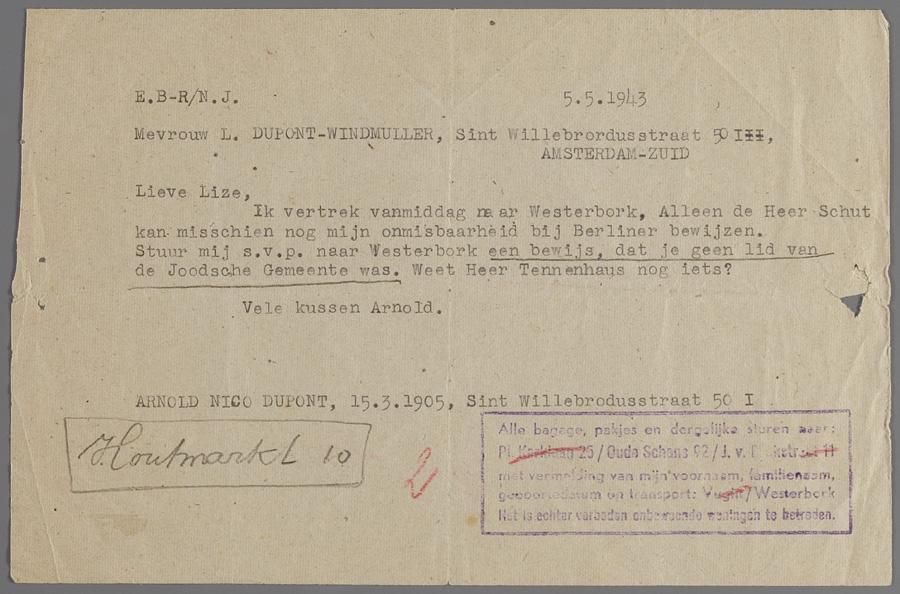 E.B-R/N.J. 5.5.1943
Mevrouw L. DUPONT-WINDMULLER, Sint Willebrordusstraat 50 III,
AMSTERDAM-ZUID
Lieve Lize,
Ik vertrek vanmiddag naar Westerbork, Alleen de Heer Schut
kan misschien nog mijn onmisbaarheid bij Berliner bewijzen.
Stuur mij s.v.p. naar Westerbork een bewijs, dat je geen lid van
de Joodsche Gemeente was. Weet Heer Tennenhaus nog iets?
Vele kussen Arnold.
ARNOLD NICO DUPONT, 15.3.1905, Sint Willebrodusstraat 50 I
Houtmarkt 10
2
Alle bagage, pakjes en dergelijke sturen naar:
Pl. Kerklaan 25 / Oude Schans 92 / J. v. 11
met vermelding van mijn voornaam, familienaam,
geboortedatum en transport: Vught / Westerbork
Het is echter verboden onbewoonde woningen te betreden.